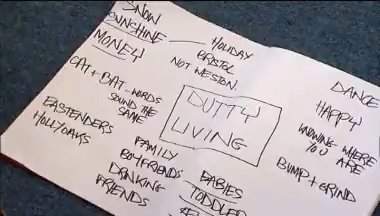 SNOW
SUNNSHINE
MONEY
HOLIDAY
BRISTOL
NOT WESTON
CAT + BAT - WORDS
SOUND THE
SAME
EASTENDERS
HOLLYOAKS
DUTTY
LIVING
DANCE
HAPPY
KNOWING WHERE
YOU ARE
BUMP + GRIND
FAMILY
BOYFRIENDS
DRINKING
FRIENDS
BABIES
TODDLER